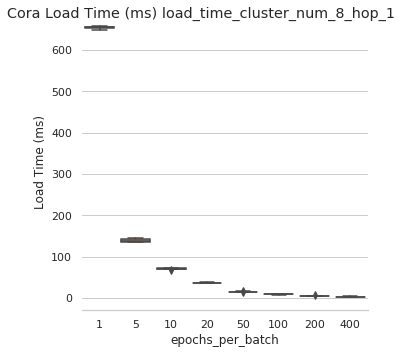 Cora Load Time (ms) load_time_cluster_num_8_hop_1
600
500
400
300
200
100
0
Load Time (ms)
1 5 10 20 50 100 200 400
epochs_per_batch